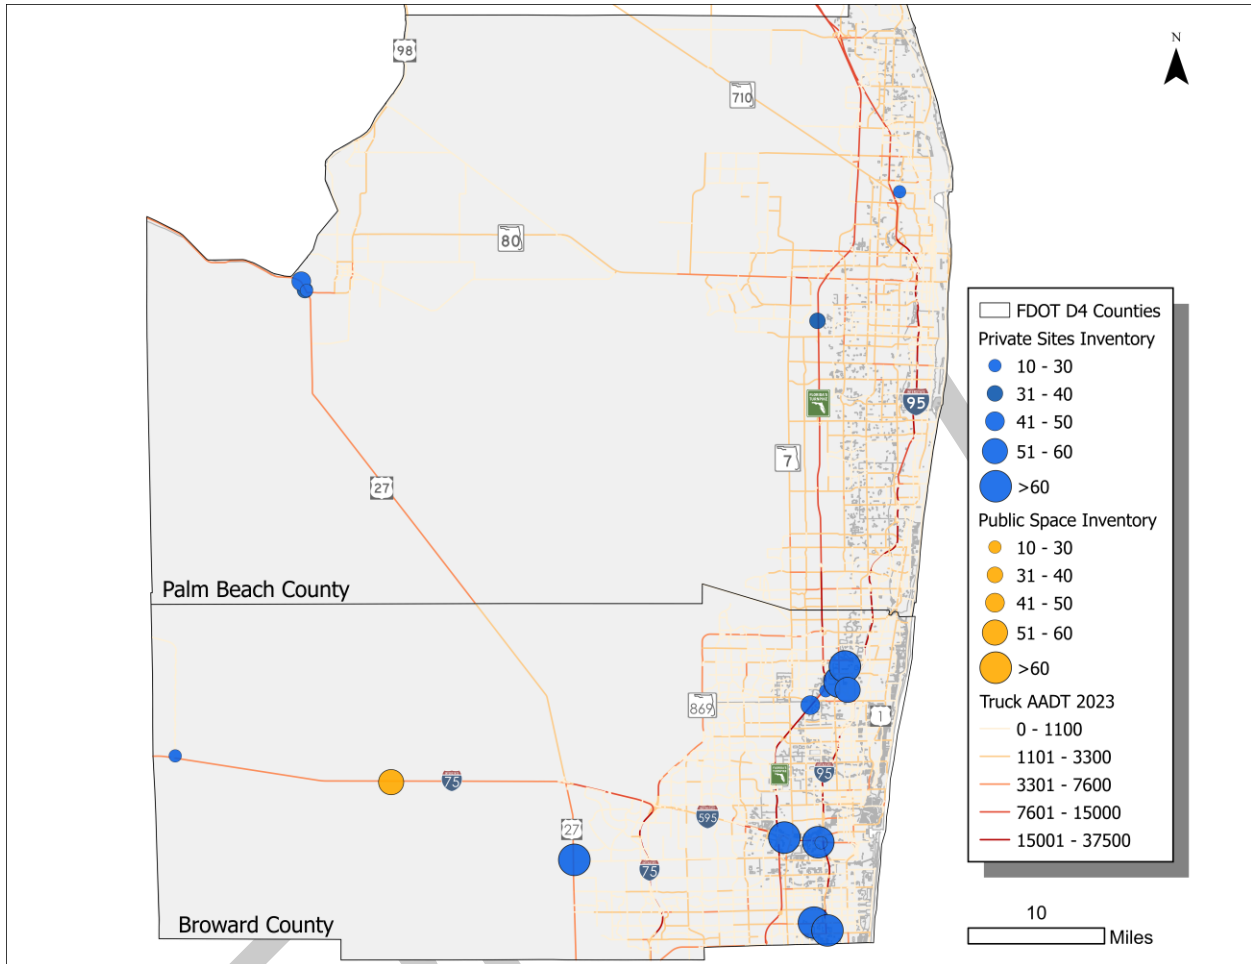 N
98
710
80
FDOT D4 Counties
Private Sites Inventory
10 - 30
31 - 40
41 - 50
51 - 60
>60
95
7
27
Public Space Inventory
10 - 30
31 - 40
41 - 50
51 - 60
>60
Palm Beach County
Truck AADT 2023
0 - 1100
1101 - 3300
3301 - 7600
7601 - 15000
15001 - 37500
869
1
75
95
595
27
75
Broward County
10
Miles